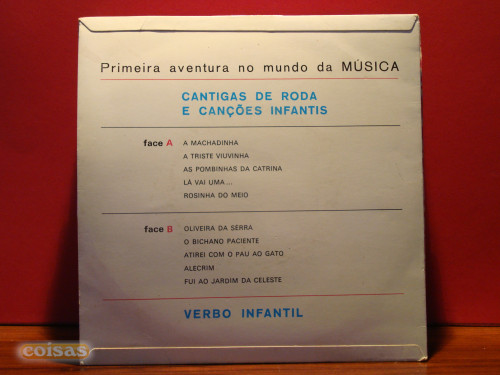 Primeira aventura no mundo da MÚSICA
CANTIGAS DE RODA
E CANÇÕES INFANTIS
face A
A MACHADINHA
A TRISTE VIUVINHA
AS POMBINHAS DA CATRINA
LÁ VAI UMA...
ROSINHA DO MEIO
face B
OLIVEIRA DA SERRA
O BICHANO PACIENTE
ATIREI COM O PAU AO GATO
ALECRIM
FUI AO JARDIM DA CELESTE
VERBO INFANTIL
coisas